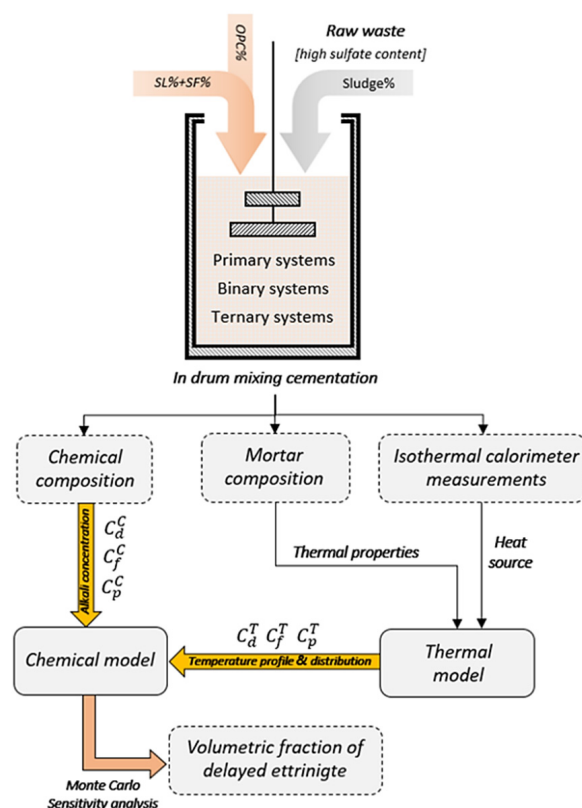 OPC%
Raw waste
[high sulfate content]
SL%+SF%
Sludge%
Primary systems
Binary systems
Ternary systems
In drum mixing cementation
Chemical
composition
Mortar
composition
Isothermal calorimeter
measurements
Alkali concentration
C_d^C
C_f^C
C_p^C
Thermal properties
Heat
source
C_d^T C_f^T C_p^T
Temperature profile & distribution
Chemical model
Thermal
model
Volumetric fraction of
delayed ettrinigte
Monte Carlo
Sensitivity analysis